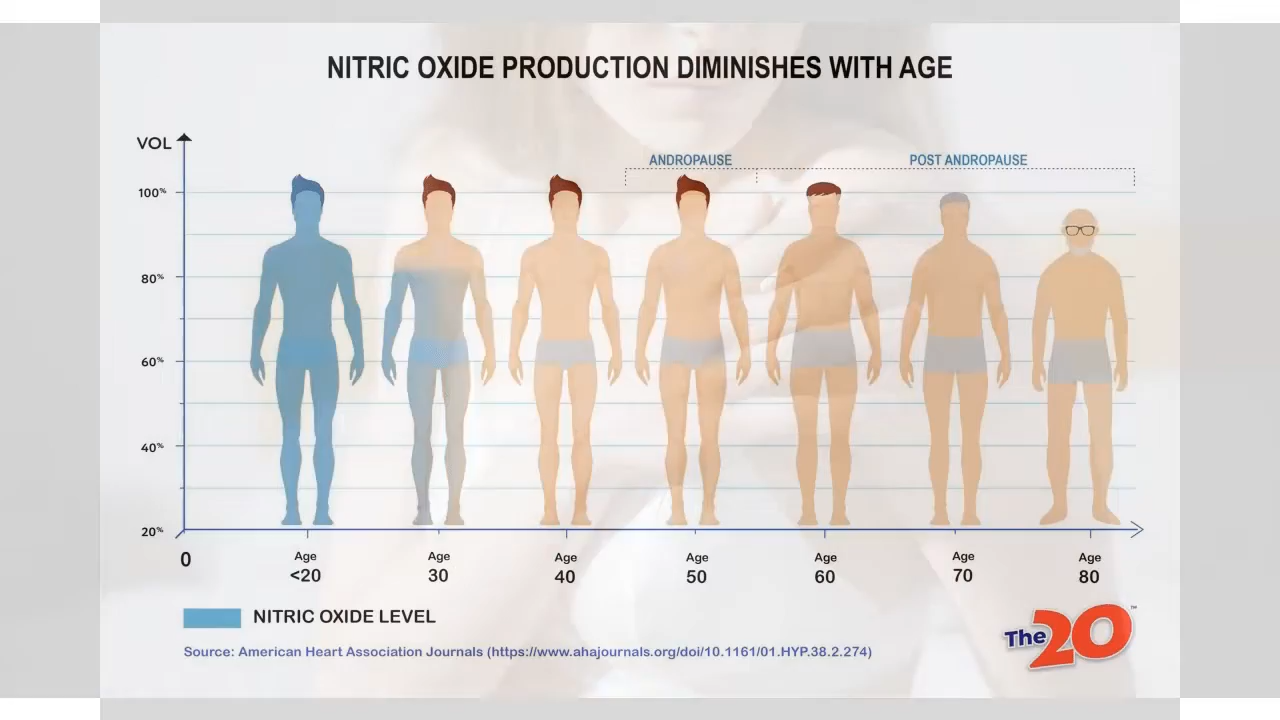 NITRIC OXIDE PRODUCTION DIMINISHES WITH AGE
VOL
ANDROPAUSE
POST ANDROPAUSE
100%
80%
60%
40%
20%
0
Age <20
Age 30
Age 40
Age 50
Age 60
Age 70
Age 80
NITRIC OXIDE LEVEL
Source: American Heart Association Journals (https://www.ahajournals.org/doi/10.1161/01.HYP.38.2.274)
The 20™